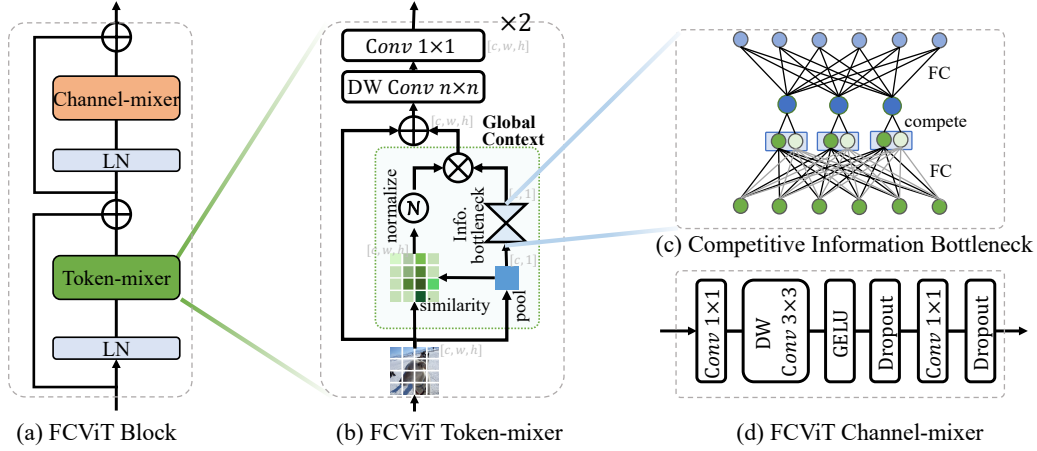 Channel-mixer
LN
Token-mixer
LN
(a) FCViT Block
×2
Conv 1×1
[c, w, h]
DW Conv n×n
[c, w, h]
Global
Context
normalize
N
Info.
bottleneck
[c, 1]
[c, w, h]
[c, 1]
similarity
pool
[c, w, h]
(b) FCViT Token-mixer
FC
compete
FC
(c) Competitive Information Bottleneck
Conv 1×1
DW
Conv 3×3
GELU
Dropout
Conv 1×1
Dropout
(d) FCViT Channel-mixer